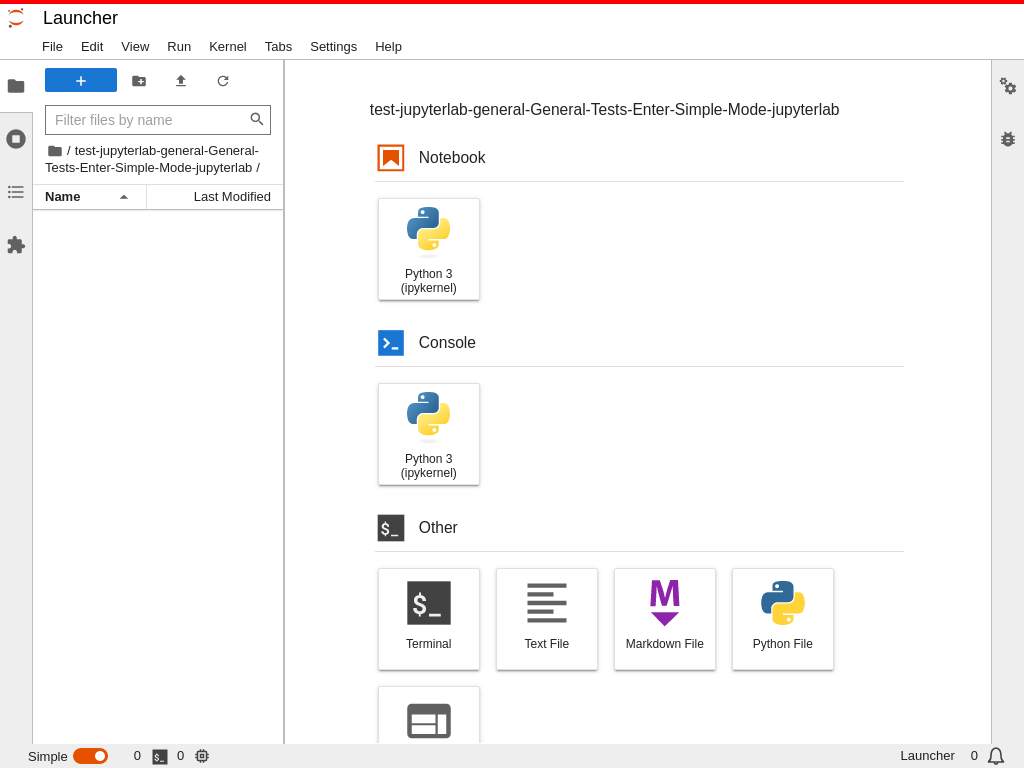 Launcher
File Edit View Run Kernel Tabs Settings Help
Filter files by name
/ test-jupyterlab-general-General-
Tests-Enter-Simple-Mode-jupyterlab /
Name Last Modified
test-jupyterlab-general-General-Tests-Enter-Simple-Mode-jupyterlab
Notebook
Python 3
(ipykernel)
Console
Python 3
(ipykernel)
$_ Other
$_
Terminal
Text File
M
Markdown File
Python File
Simple 0 $_ 0 Launcher 0